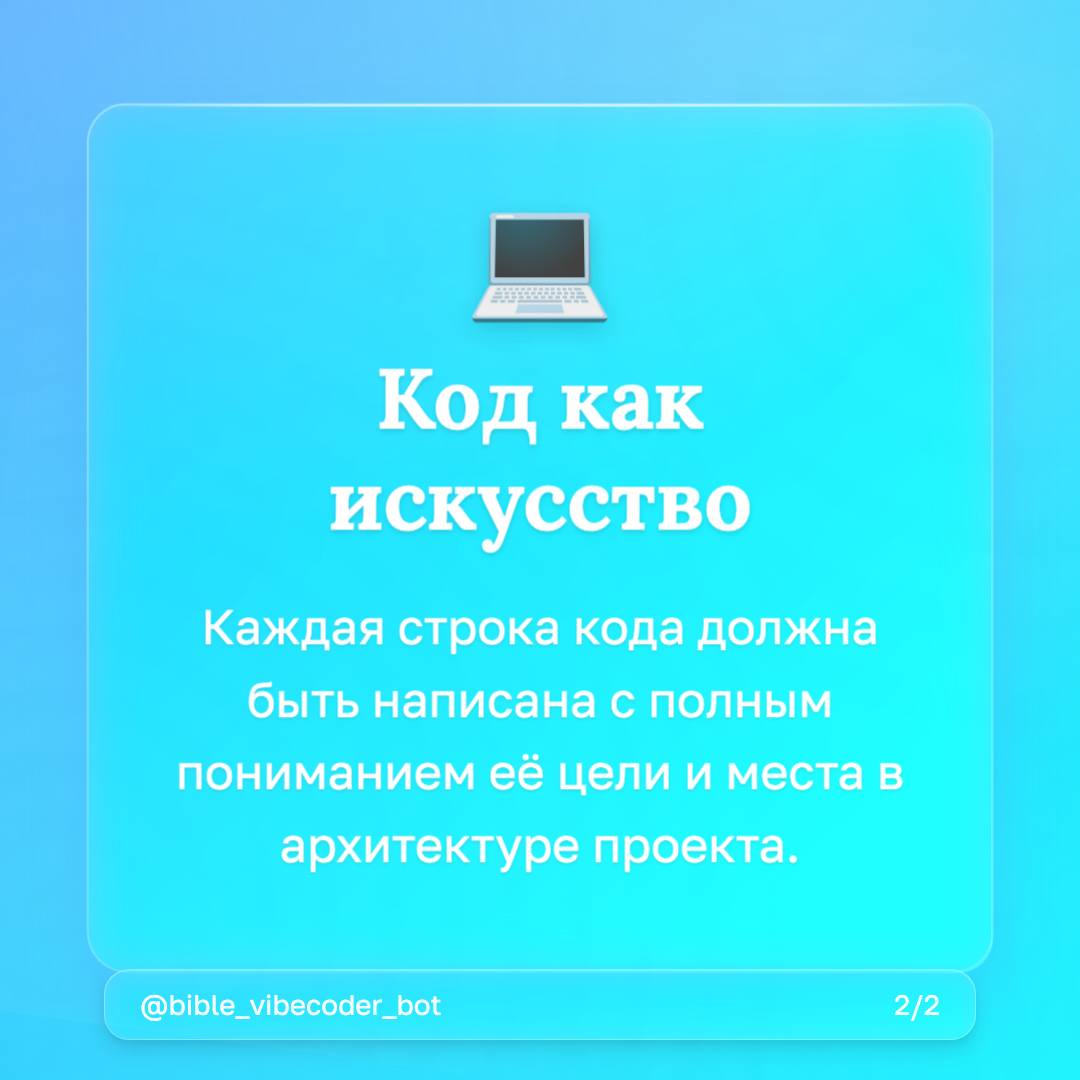 Код как
искусство
Каждая строка кода должна
быть написана с полным
пониманием её цели и места в
архитектуре проекта.
@bible_vibecoder_bot
2/2